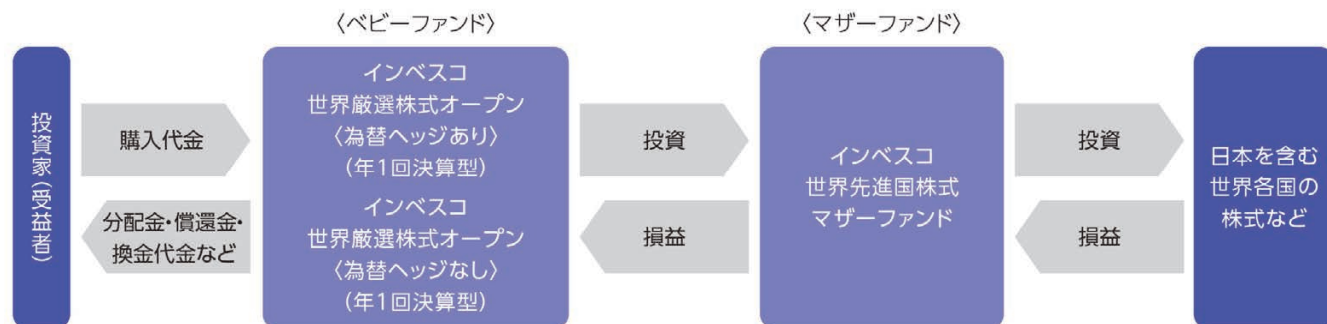 〈ベビーファンド〉
〈マザーファンド〉
投資家(受益者)
購入代金
分配金・償還金・
換金代金など
インベスコ
世界厳選株式オープン
〈為替ヘッジあり〉
(年1回決算型)
インベスコ
世界厳選株式オープン
〈為替ヘッジなし〉
(年1回決算型)
投資
損益
インベスコ
世界先進国株式
マザーファンド
投資
損益
日本を含む
世界各国の
株式など